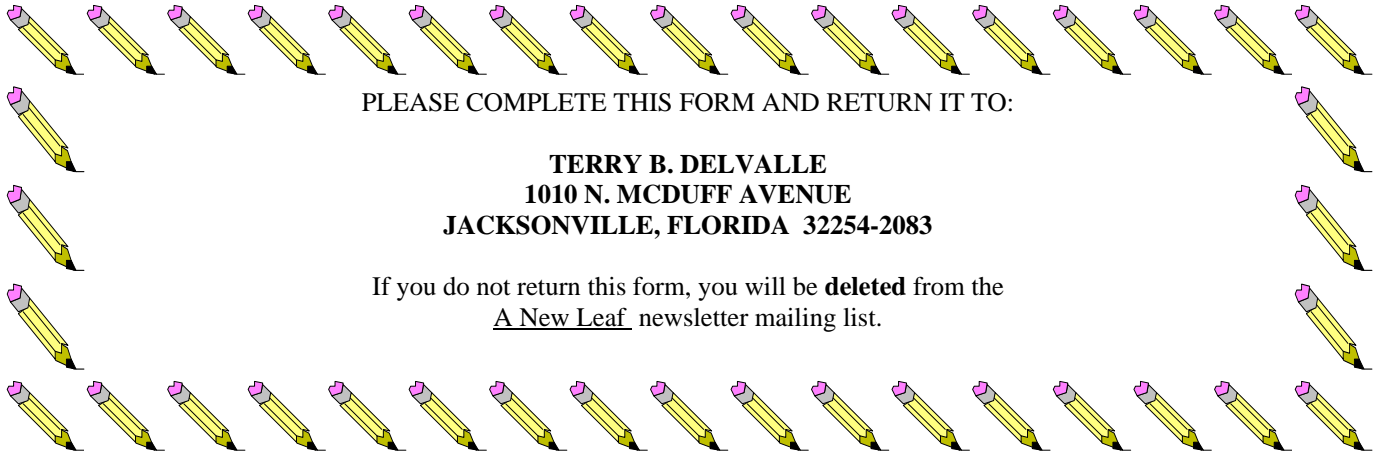 PLEASE COMPLETE THIS FORM AND RETURN IT TO:
TERRY B. DELVALLE
1010 N. MCDUFF AVENUE
JACKSONVILLE, FLORIDA  32254-2083
If you do not return this form, you will be deleted from the
A New Leaf  newsletter mailing list.